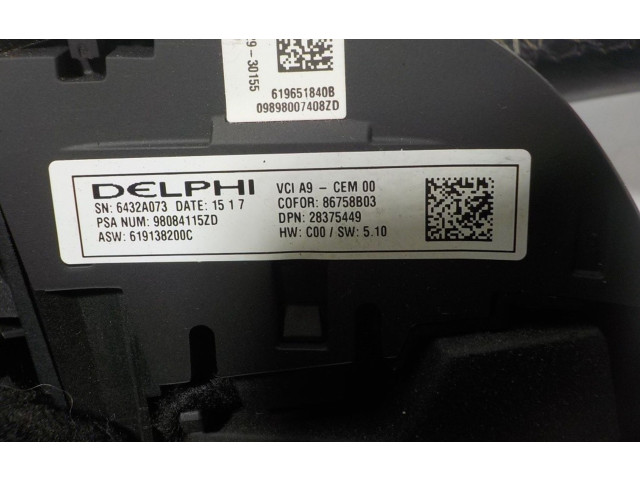 9-30155
619651840B
09898007408ZD
DELPHI VCI A9 - CEM 00
SN: 6432A073 DATE: 15 1 7 COFOR: 86758B03
PSA NUM: 98084115ZD DPN: 28375449
ASW: 619138200C HW: C00 / SW: 5.10